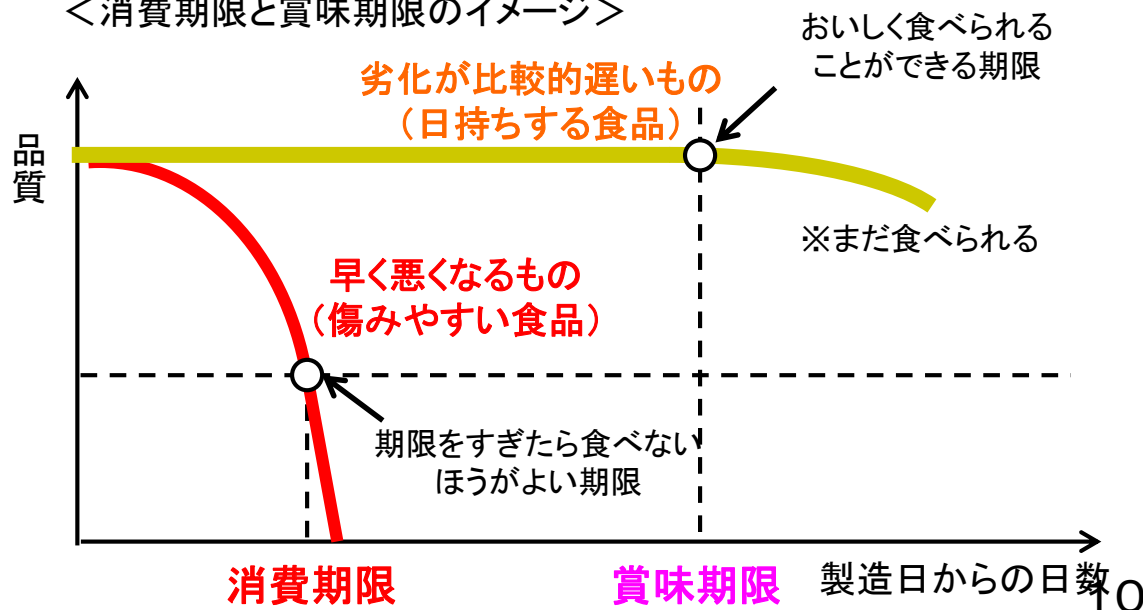 ＜消費期限と賞味期限のイメージ＞
おいしく食べられる
ことができる期限
劣化が比較的遅いもの
（日持ちする食品）
品質
※まだ食べられる
早く悪くなるもの
（傷みやすい食品）
期限をすぎたら食べない
ほうがよい期限
消費期限
賞味期限
製造日からの日数
10